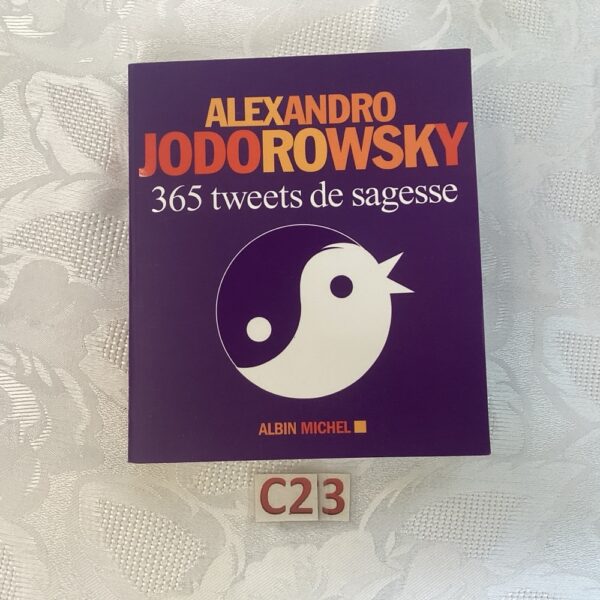 ALEXANDRO
JODOROWSKY
365 tweets de sagesse
ALBIN MICHEL
C23